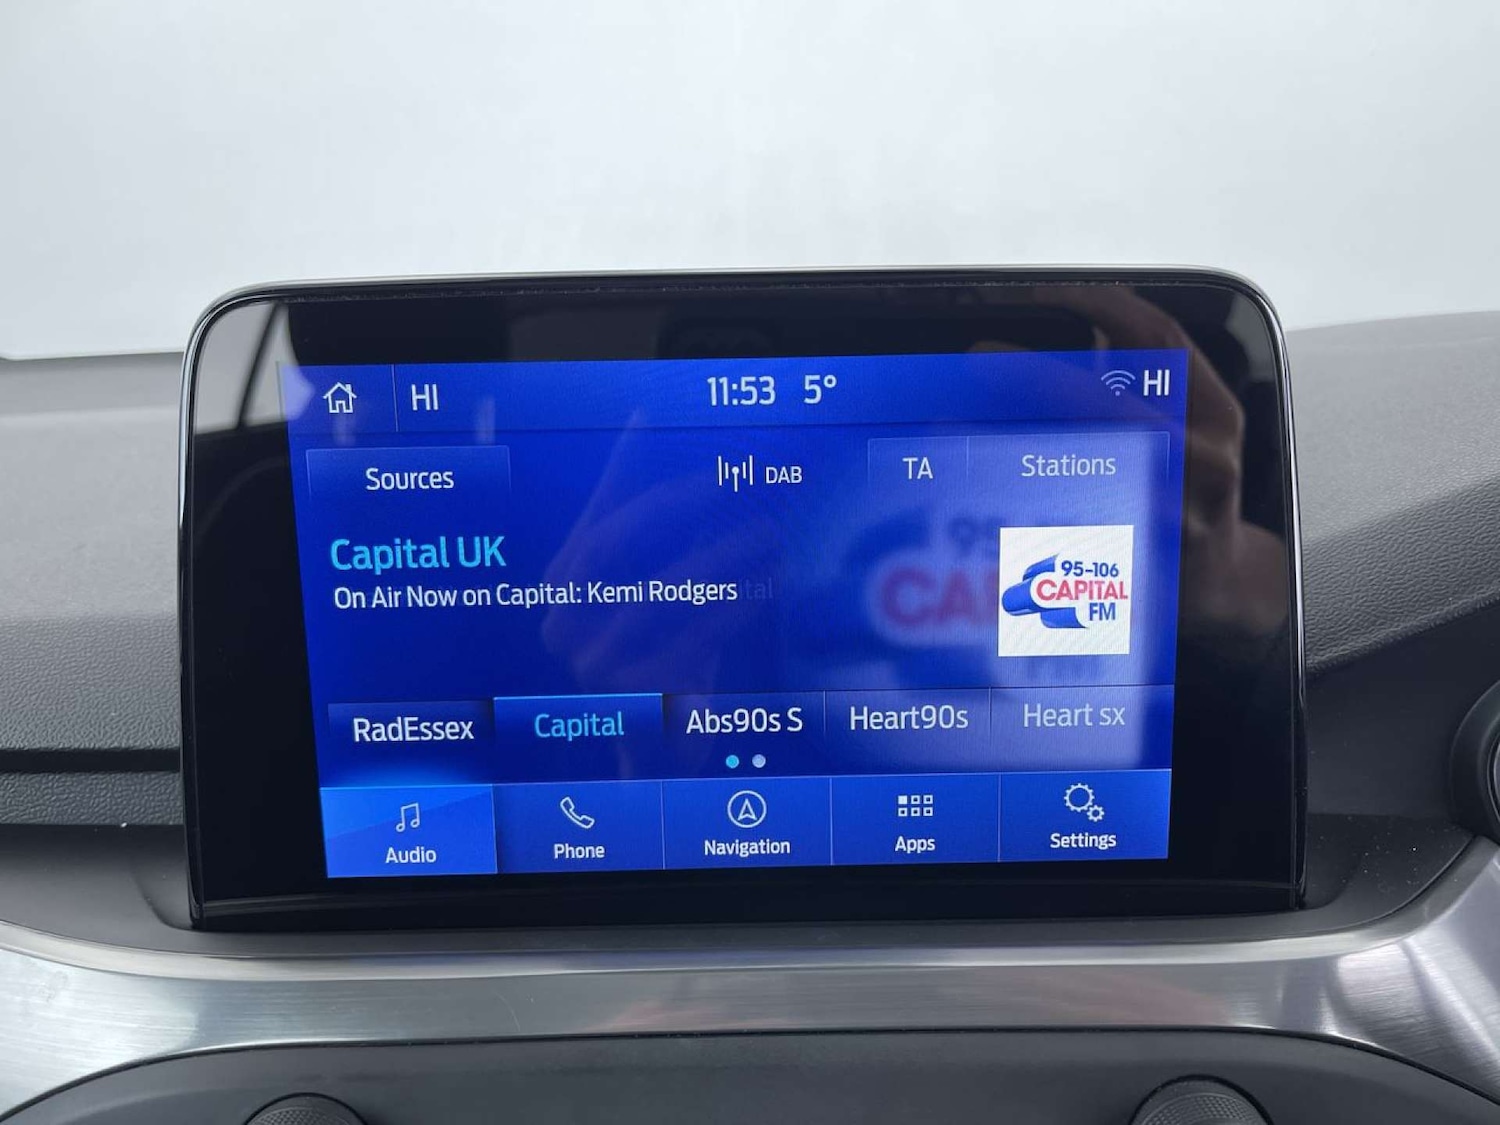 HI 11:53 5° HI
Sources DAB TA Stations
Capital UK
On Air Now on Capital: Kemi Rodgers
95-106
CAPITAL
FM
RadEssex Capital Abs90s S Heart90s Heart sx
Audio Phone Navigation Apps Settings